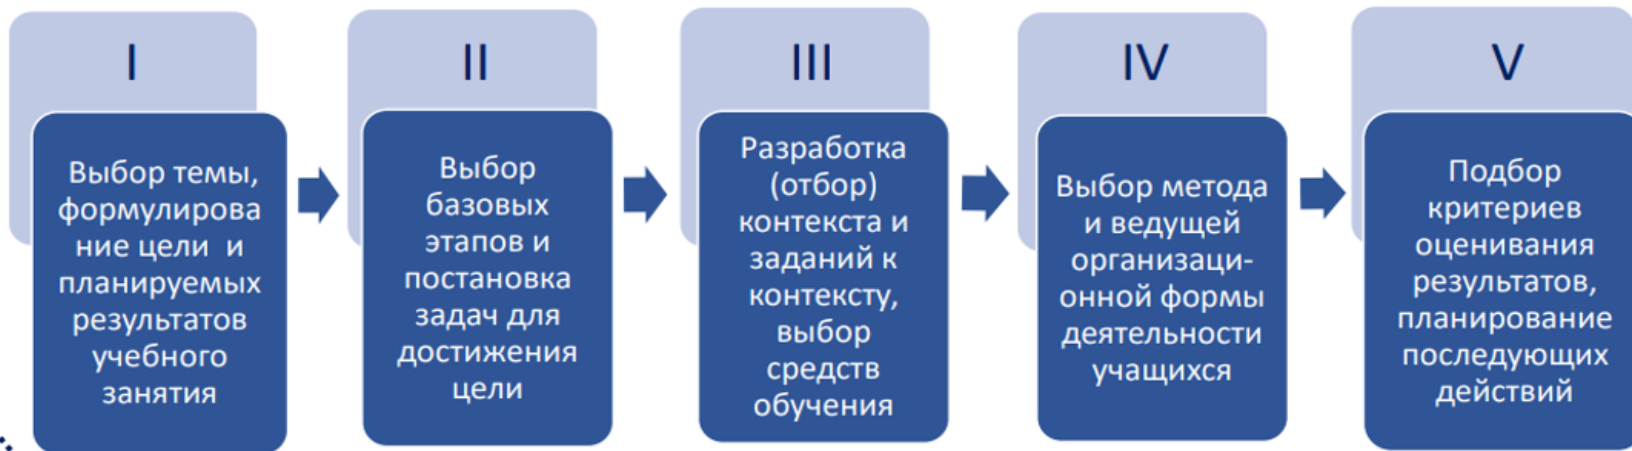 I
Выбор темы,
формулирова
ние цели и
планируемых
результатов
учебного
занятия
II
Выбор
базовых
этапов и
постановка
задач для
достижения
цели
III
Разработка
(отбор)
контекста и
заданий к
контексту,
выбор
средств
обучения
IV
Выбор метода
и ведущей
организаци-
онной формы
деятельности
учащихся
V
Подбор
критериев
оценивания
результатов,
планирование
последующих
действий